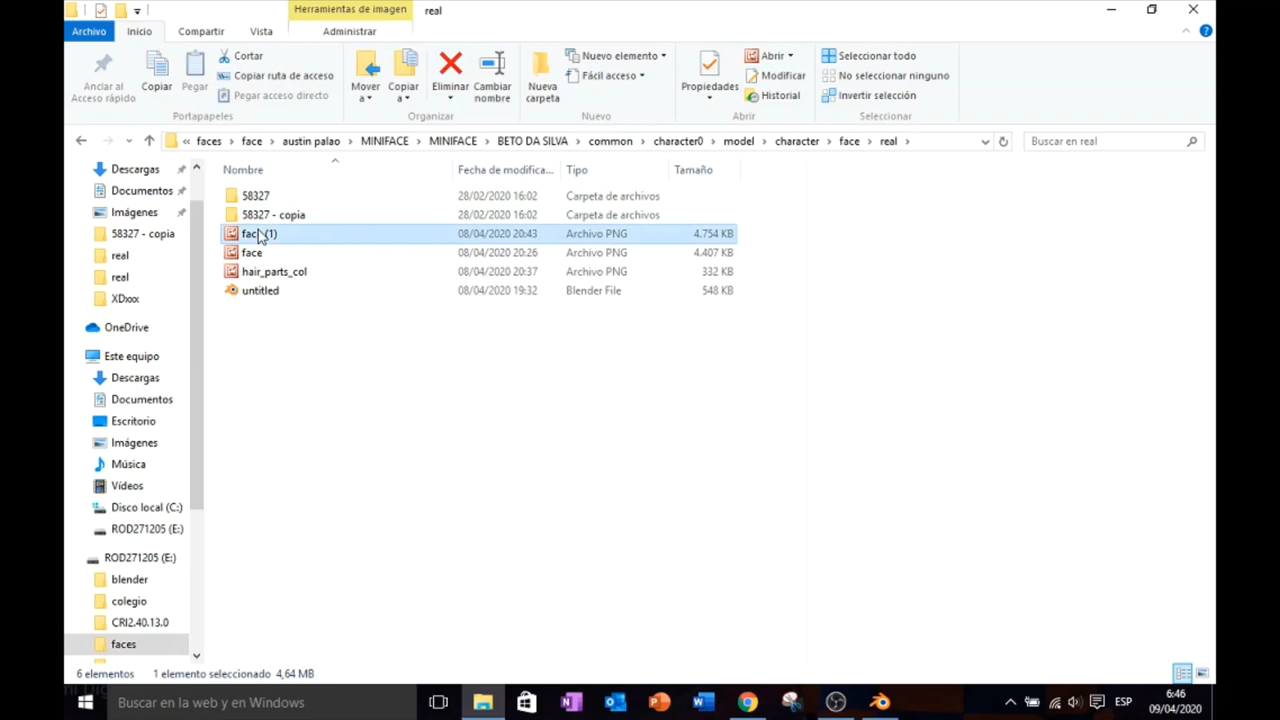 Herramientas de imagen
real
Archivo Inicio Compartir Vista Administrar
Anclar al Acceso rápido
Copiar
Pegar
Cortar
Copiar ruta de acceso
Pegar acceso directo
Portapapeles
Mover a
Copiar a
Eliminar
Cambiar nombre
Organizar
Nueva carpeta
Nuevo elemento
Fácil acceso
Nuevo
Propiedades
Abrir
Modificar
Historial
Abrir
Seleccionar todo
No seleccionar ninguno
Invertir selección
Seleccionar
« faces › face › austin palao › MINIFACE › MINIFACE › BETO DA SILVA › common › character0 › model › character › face › real ›
Buscar en real
Descargas
Documentos
Imágenes
58327 - copia
real
real
XDxxx
OneDrive
Este equipo
Descargas
Documentos
Escritorio
Imágenes
Música
Vídeos
Disco local (C:)
ROD271205 (E:)
ROD271205 (E:)
blender
colegio
CRI2.40.13.0
faces
Nombre Fecha de modifica... Tipo Tamaño
58327 28/02/2020 16:02 Carpeta de archivos
58327 - copia 28/02/2020 16:02 Carpeta de archivos
face (1) 08/04/2020 20:43 Archivo PNG 4.754 KB
face 08/04/2020 20:26 Archivo PNG 4.407 KB
hair_parts_col 08/04/2020 20:37 Archivo PNG 332 KB
untitled 08/04/2020 19:32 Blender File 548 KB
6 elementos 1 elemento seleccionado 4,64 MB
Buscar en la web y en Windows
ESP
6:46
09/04/2020